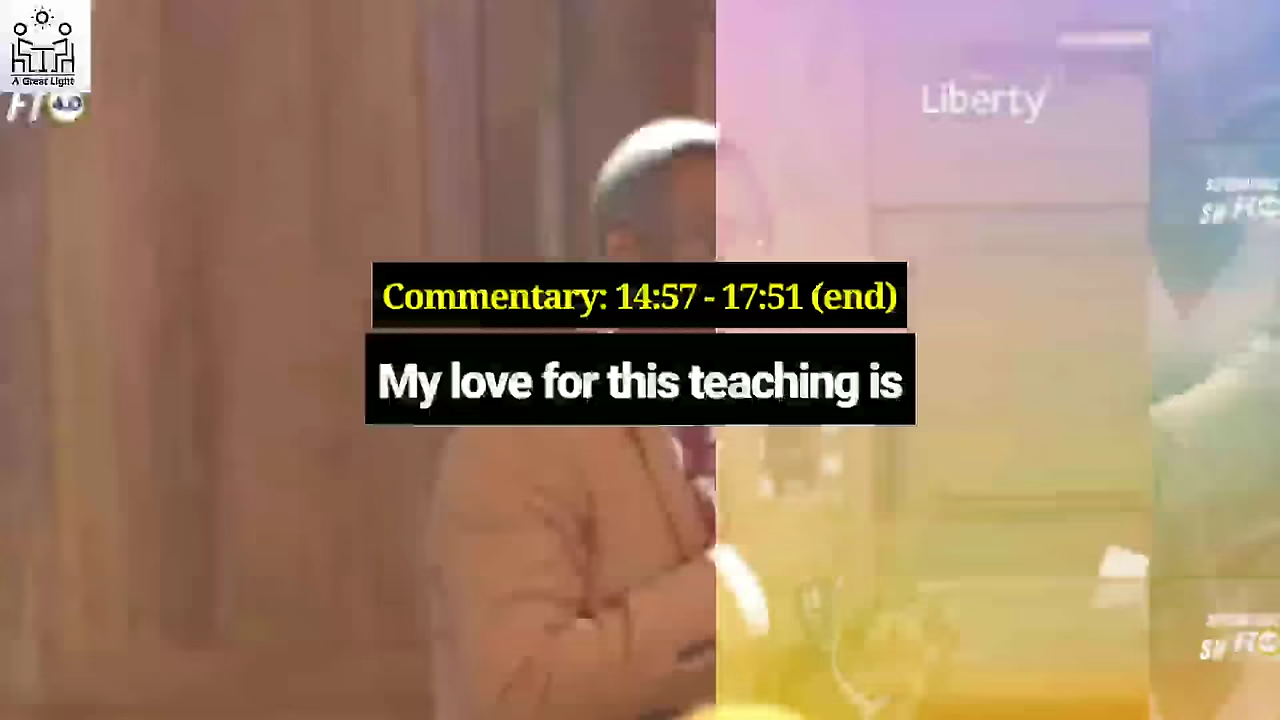 A Great Light
Liberty
Commentary: 14:57 - 17:51 (end)
My love for this teaching is